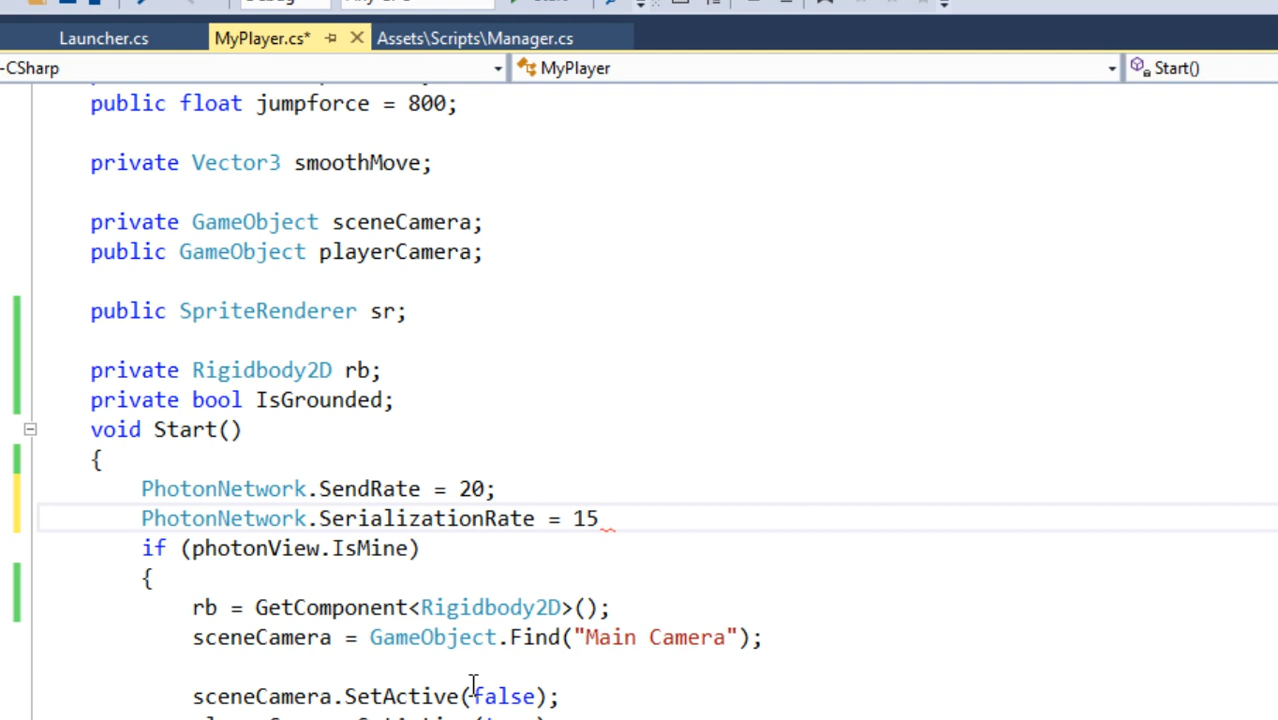 Launcher.cs MyPlayer.cs* Assets\Scripts\Manager.cs
-CSharp MyPlayer Start()
public float jumpforce = 800;
private Vector3 smoothMove;
private GameObject sceneCamera;
public GameObject playerCamera;
public SpriteRenderer sr;
private Rigidbody2D rb;
private bool IsGrounded;
void Start()
{
PhotonNetwork.SendRate = 20;
PhotonNetwork.SerializationRate = 15
if (photonView.IsMine)
{
rb = GetComponent<Rigidbody2D>();
sceneCamera = GameObject.Find("Main Camera");
sceneCamera.SetActive(false);